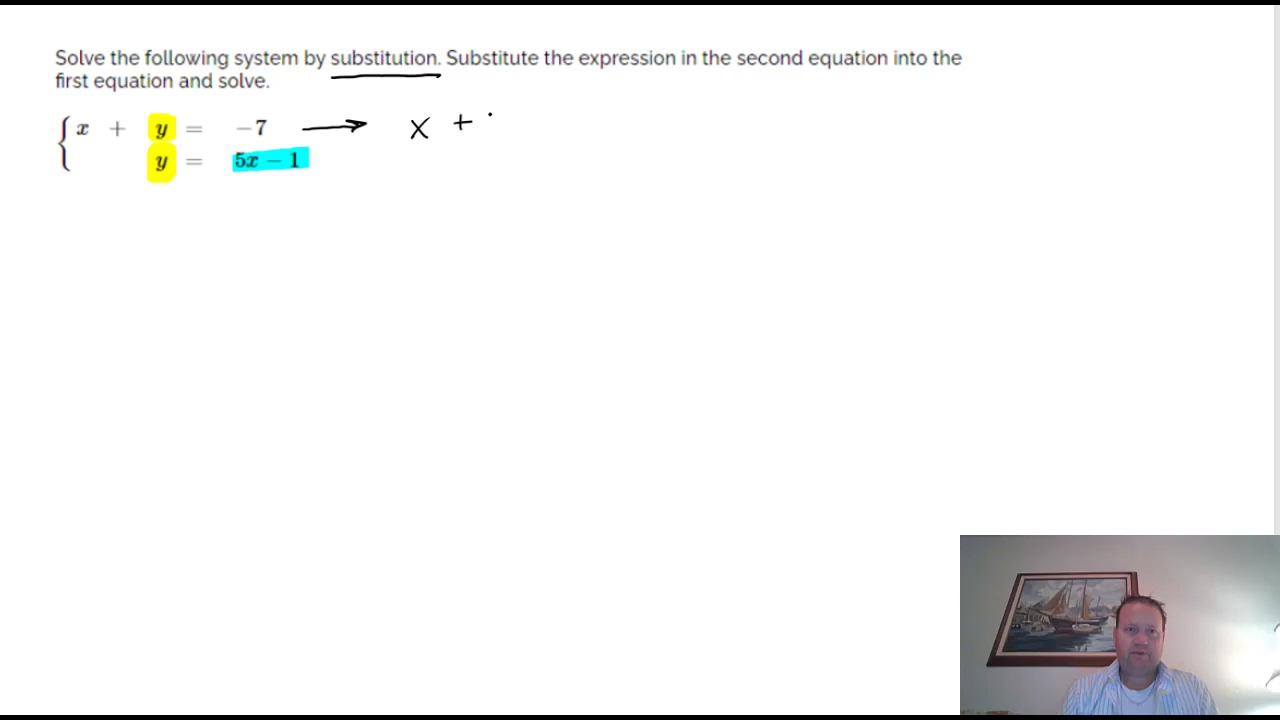 Solve the following system by substitution. Substitute the expression in the second equation into the
first equation and solve.
x + y = −7 → x +
y = 5x − 1